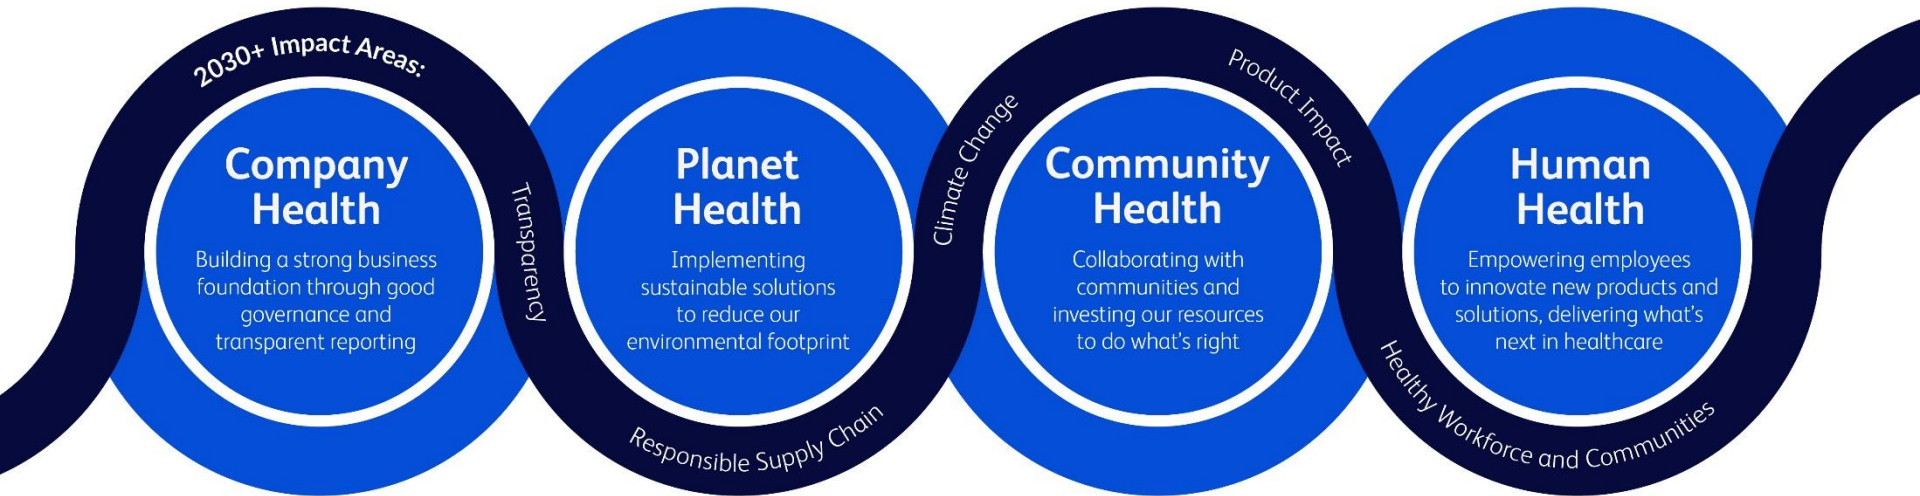 2030+ Impact Areas:
Company
Health
Building a strong business
foundation through good
governance and
transparent reporting
Transparency
Planet
Health
Implementing
sustainable solutions
to reduce our
environmental footprint
Responsible Supply Chain
Climate Change
Community
Health
Collaborating with
communities and
investing our resources
to do what's right
Product Impact
Human
Health
Empowering employees
to innovate new products and
solutions, delivering what's
next in healthcare
Healthy Workforce and Communities